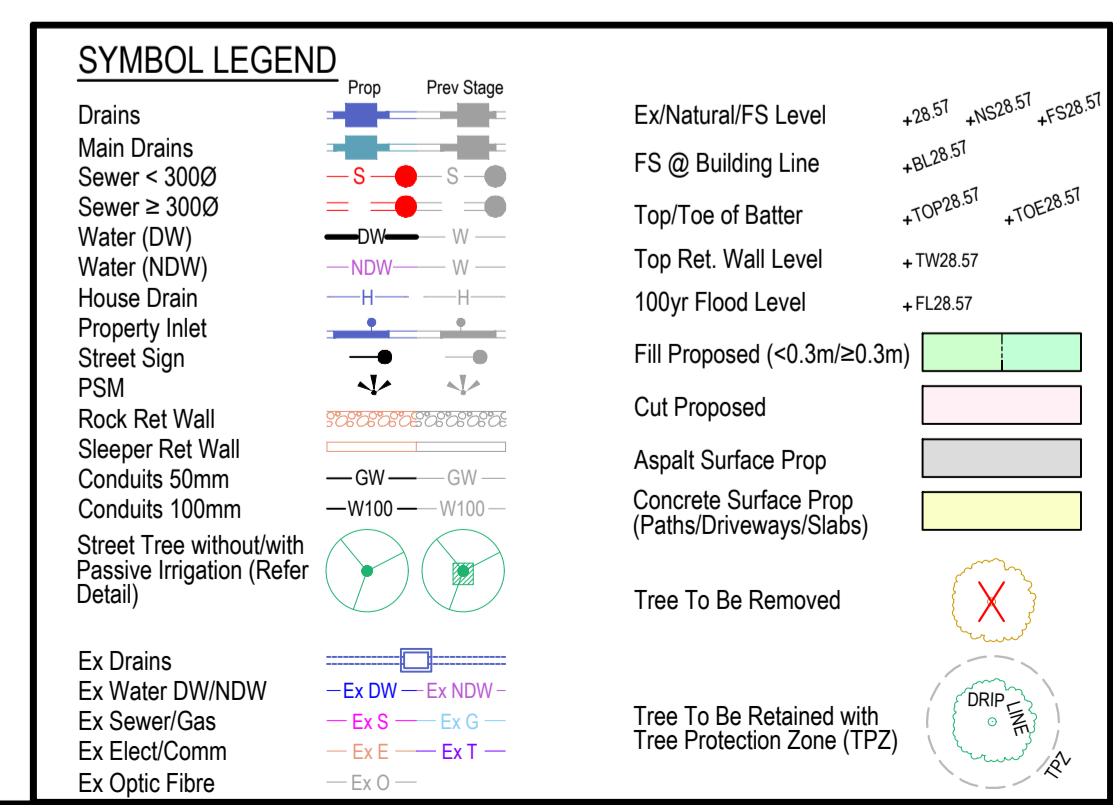 SYMBOL LEGEND
Prop Prev Stage
Drains
Main Drains
Sewer < 300Ø S S
Sewer ≥ 300Ø
Water (DW) DW W
Water (NDW) NDW W
House Drain H H
Property Inlet
Street Sign
PSM
Rock Ret Wall
Sleeper Ret Wall
Conduits 50mm GW GW
Conduits 100mm W100 W100
Street Tree without/with
Passive Irrigation (Refer
Detail)
Ex Drains
Ex Water DW/NDW Ex DW Ex NDW
Ex Sewer/Gas Ex S Ex G
Ex Elect/Comm Ex E Ex T
Ex Optic Fibre Ex O
Ex/Natural/FS Level +28.57 +NS28.57 +FS28.57
FS @ Building Line +BL28.57
Top/Toe of Batter +TOP28.57 +TOE28.57
Top Ret. Wall Level +TW28.57
100yr Flood Level +FL28.57
Fill Proposed (<0.3m/≥0.3m)
Cut Proposed
Aspalt Surface Prop
Concrete Surface Prop
(Paths/Driveways/Slabs)
Tree To Be Removed
Tree To Be Retained with
Tree Protection Zone (TPZ)
DRIP LINE
TPZ